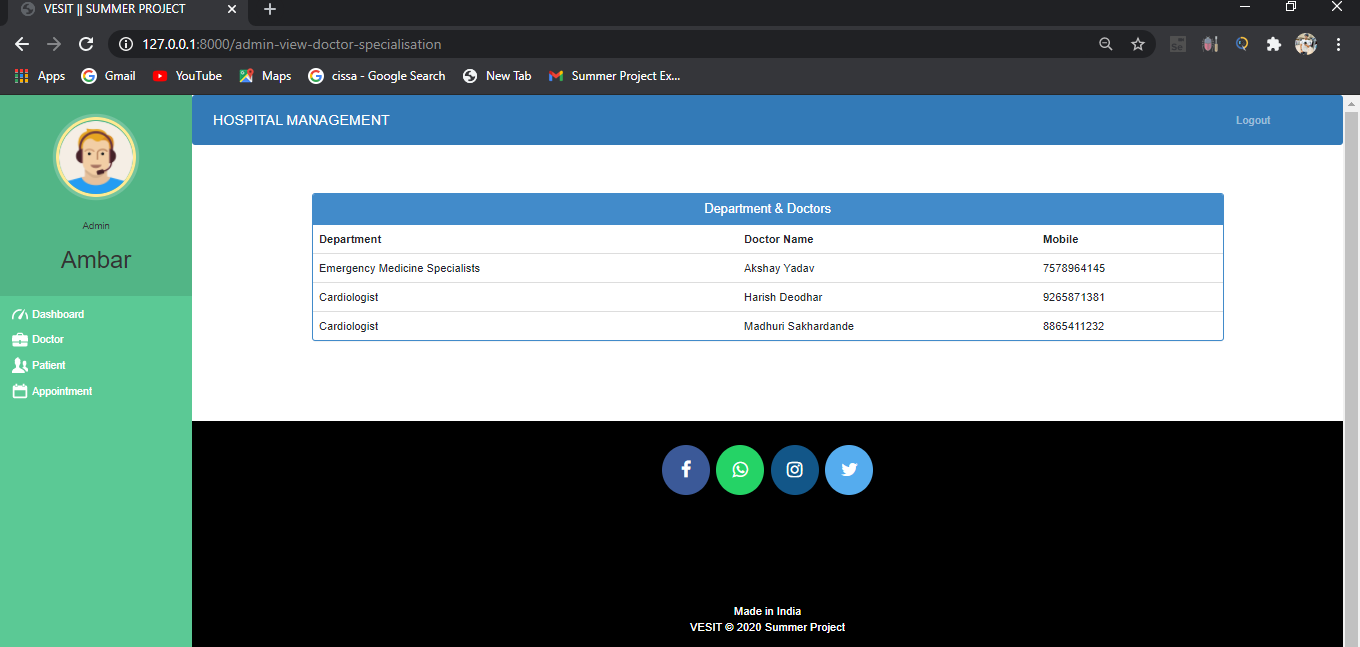 VESIT || SUMMER PROJECT
127.0.0.1:8000/admin-view-doctor-specialisation
Apps Gmail YouTube Maps cissa - Google Search New Tab Summer Project Ex...
HOSPITAL MANAGEMENT Logout
Admin
Ambar
Dashboard
Doctor
Patient
Appointment
Department & Doctors
Department Doctor Name Mobile
Emergency Medicine Specialists Akshay Yadav 7578964145
Cardiologist Harish Deodhar 9265871381
Cardiologist Madhuri Sakhardande 8865411232
Made in India
VESIT © 2020 Summer Project